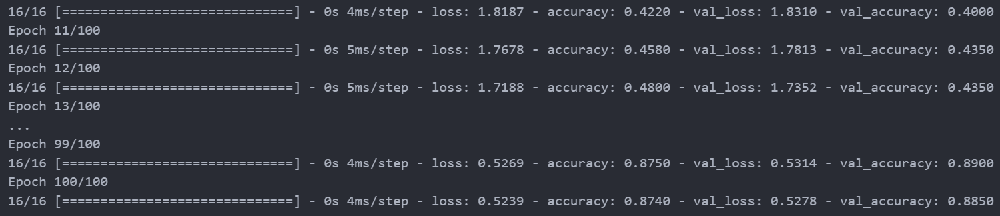 16/16 [==============================] - 0s 4ms/step - loss: 1.8187 - accuracy: 0.4220 - val_loss: 1.8310 - val_accuracy: 0.4000
Epoch 11/100
16/16 [==============================] - 0s 5ms/step - loss: 1.7678 - accuracy: 0.4580 - val_loss: 1.7813 - val_accuracy: 0.4350
Epoch 12/100
16/16 [==============================] - 0s 5ms/step - loss: 1.7188 - accuracy: 0.4800 - val_loss: 1.7352 - val_accuracy: 0.4350
Epoch 13/100
...
Epoch 99/100
16/16 [==============================] - 0s 4ms/step - loss: 0.5269 - accuracy: 0.8750 - val_loss: 0.5314 - val_accuracy: 0.8900
Epoch 100/100
16/16 [==============================] - 0s 4ms/step - loss: 0.5239 - accuracy: 0.8740 - val_loss: 0.5278 - val_accuracy: 0.8850